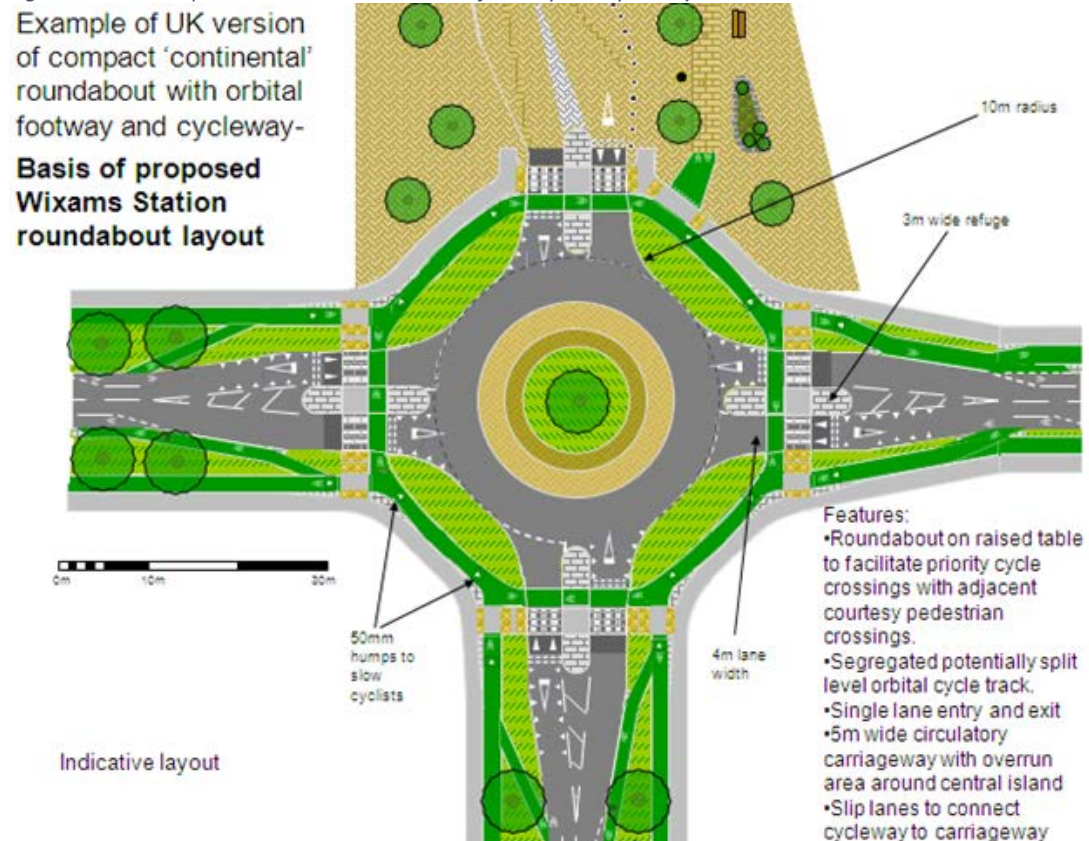 Example of UK version
of compact 'continental'
roundabout with orbital
footway and cycleway-
Basis of proposed
Wixams Station
roundabout layout
10m radius
3m wide refuge
0m
10m
30m
50mm
humps to
slow
cyclists
4m lane
width
Indicative layout
Features:
•Roundabout on raised table
to facilitate priority cycle
crossings with adjacent
courtesy pedestrian
crossings.
•Segregated potentially split
level orbital cycle track.
•Single lane entry and exit
•5m wide circulatory
carriageway with overrun
area around central island
•Slip lanes to connect
cycleway to carriageway